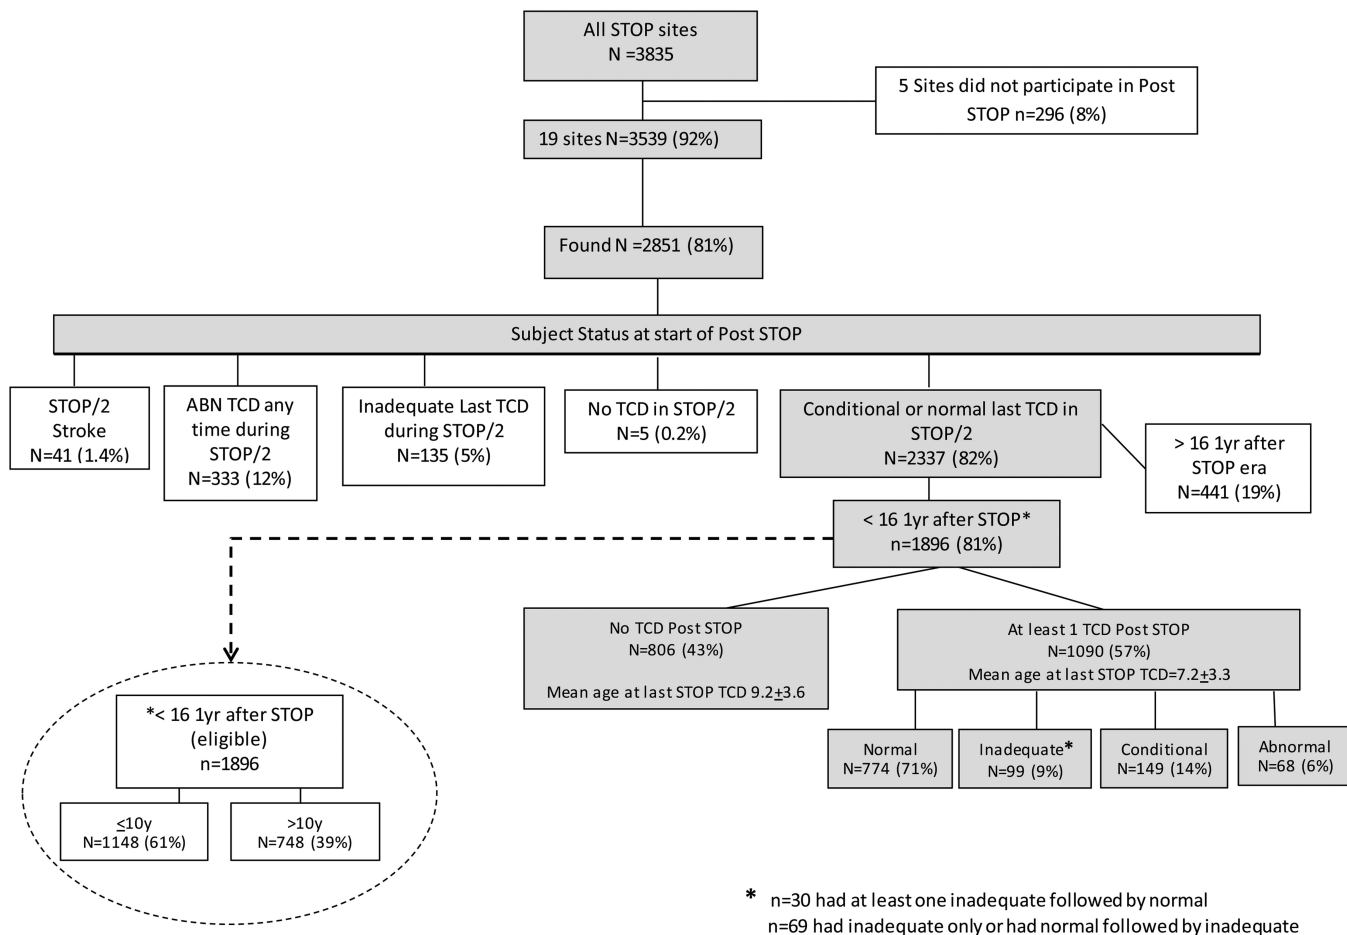 All STOP sites
N =3835
5 Sites did not participate in Post
STOP n=296 (8%)
19 sites N=3539 (92%)
Found N =2851 (81%)
Subject Status at start of Post STOP
STOP/2
Stroke
N=41 (1.4%)
ABN TCD any
time during
STOP/2
N=333 (12%)
Inadequate Last TCD
during STOP/2
N=135 (5%)
No TCD in STOP/2
N=5 (0.2%)
Conditional or normal last TCD in
STOP/2
N=2337 (82%)
> 16 1yr after
STOP era
N=441 (19%)
< 16 1yr after STOP*
n=1896 (81%)
No TCD Post STOP
N=806 (43%)
Mean age at last STOP TCD 9.2±3.6
At least 1 TCD Post STOP
N=1090 (57%)
Mean age at last STOP TCD=7.2±3.3
Normal
N=774 (71%)
Inadequate*
N=99 (9%)
Conditional
N=149 (14%)
Abnormal
N=68 (6%)
*< 16 1yr after STOP
(eligible)
n=1896
≤10y
N=1148 (61%)
>10y
N=748 (39%)
* n=30 had at least one inadequate followed by normal
n=69 had inadequate only or had normal followed by inadequate